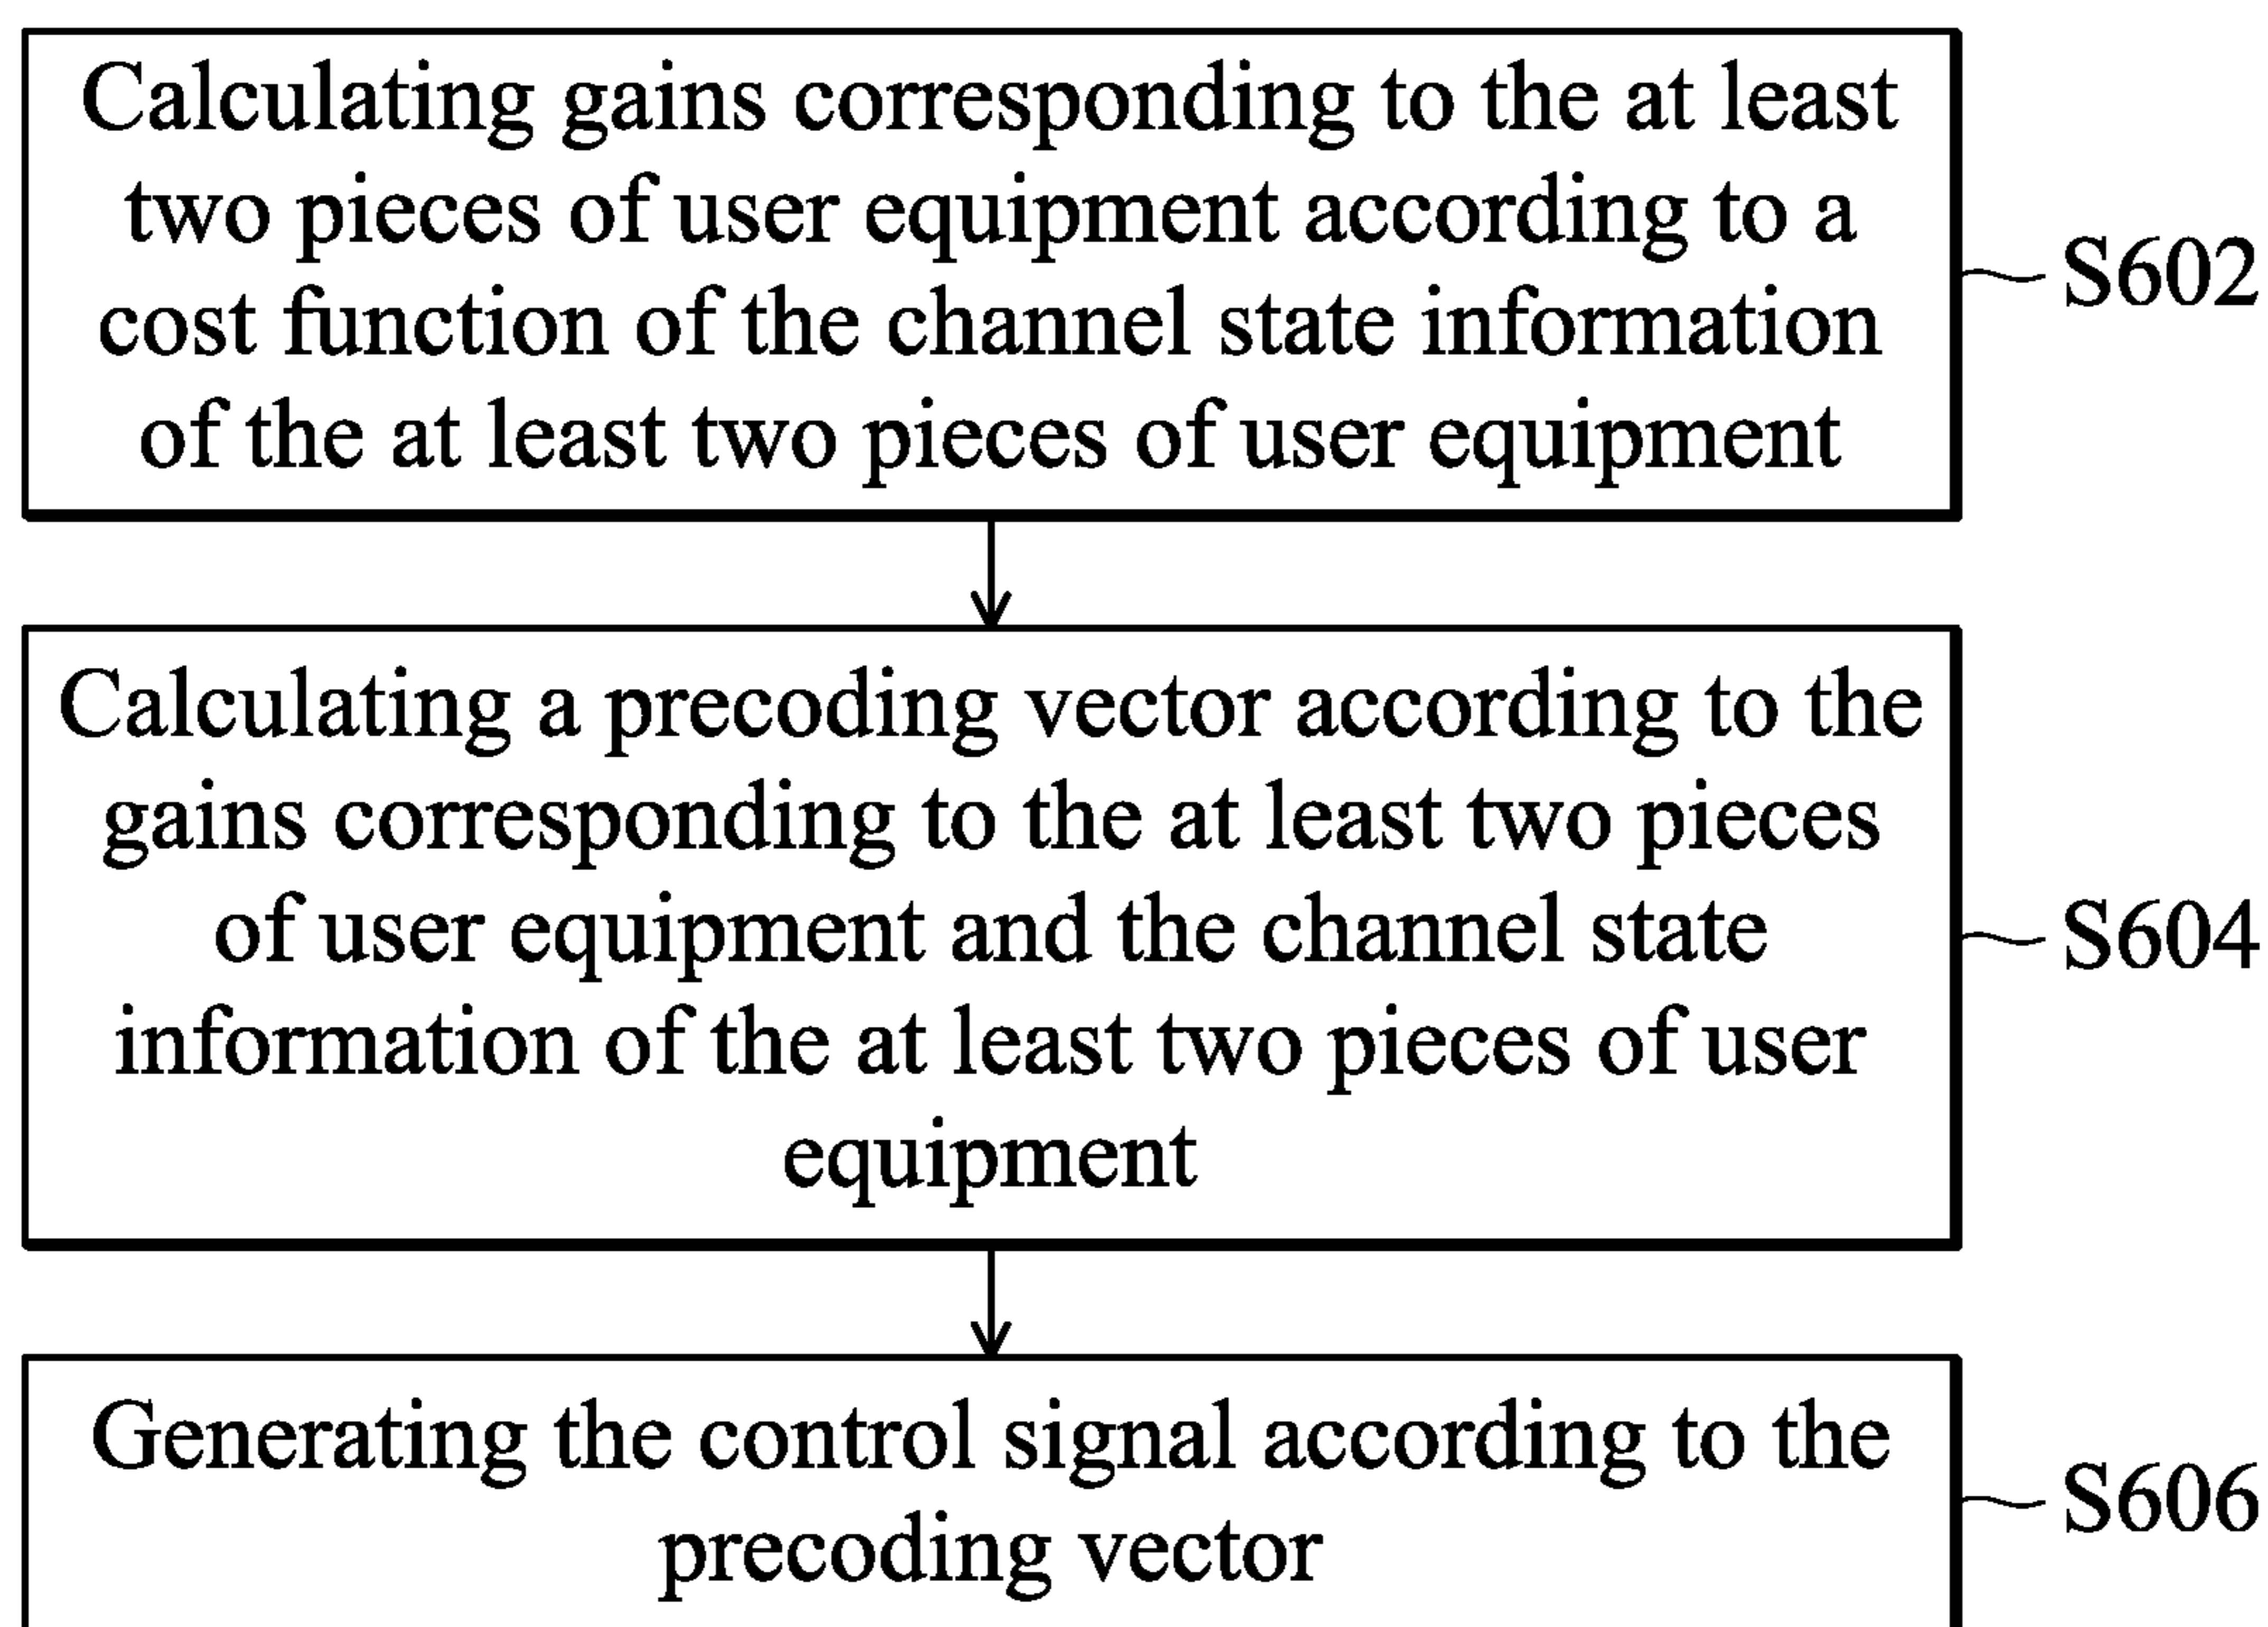 Calculating gains corresponding to the at least
two pieces of user equipment according to a
cost function of the channel state information
of the at least two pieces of user equipment
S602
Calculating a precoding vector according to the
gains corresponding to the at least two pieces
of user equipment and the channel state
information of the at least two pieces of user
equipment
S604
Generating the control signal according to the
precoding vector
S606